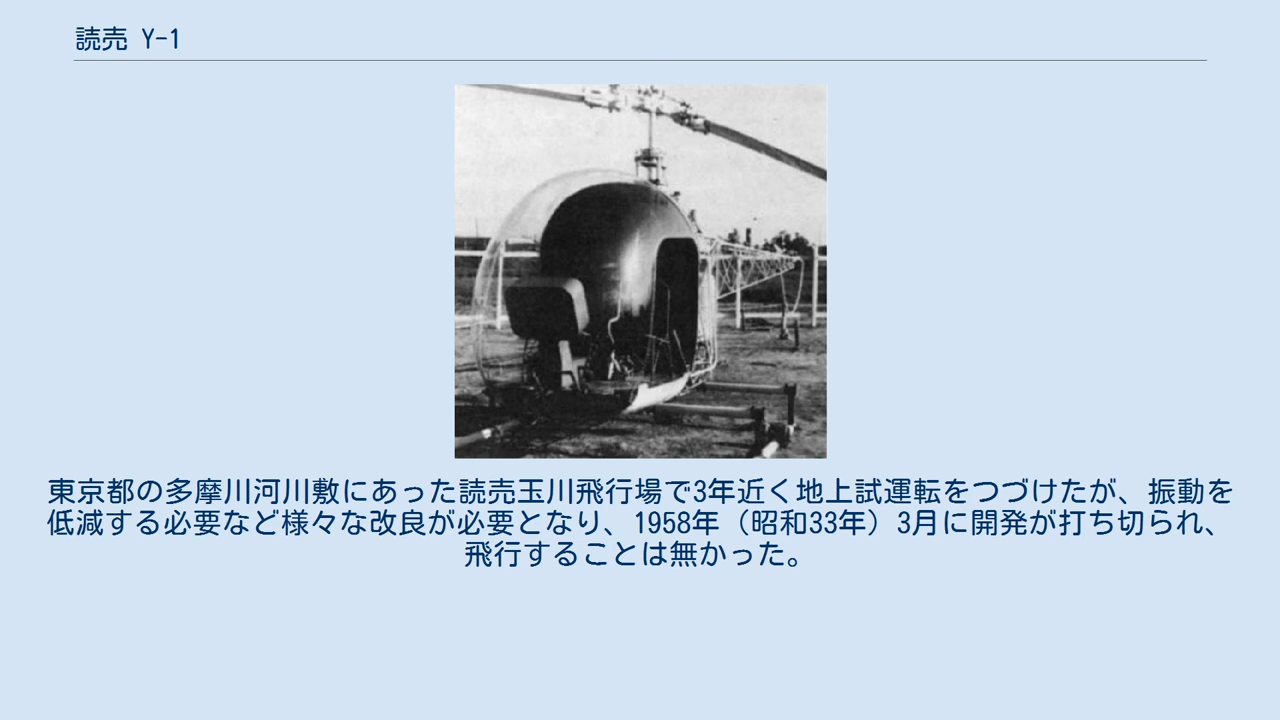 読売 Y-1
東京都の多摩川河川敷にあった読売玉川飛行場で3年近く地上試運転をつづけたが、振動を
低減する必要など様々な改良が必要となり、1958年（昭和33年）3月に開発が打ち切られ、
飛行することは無かった。